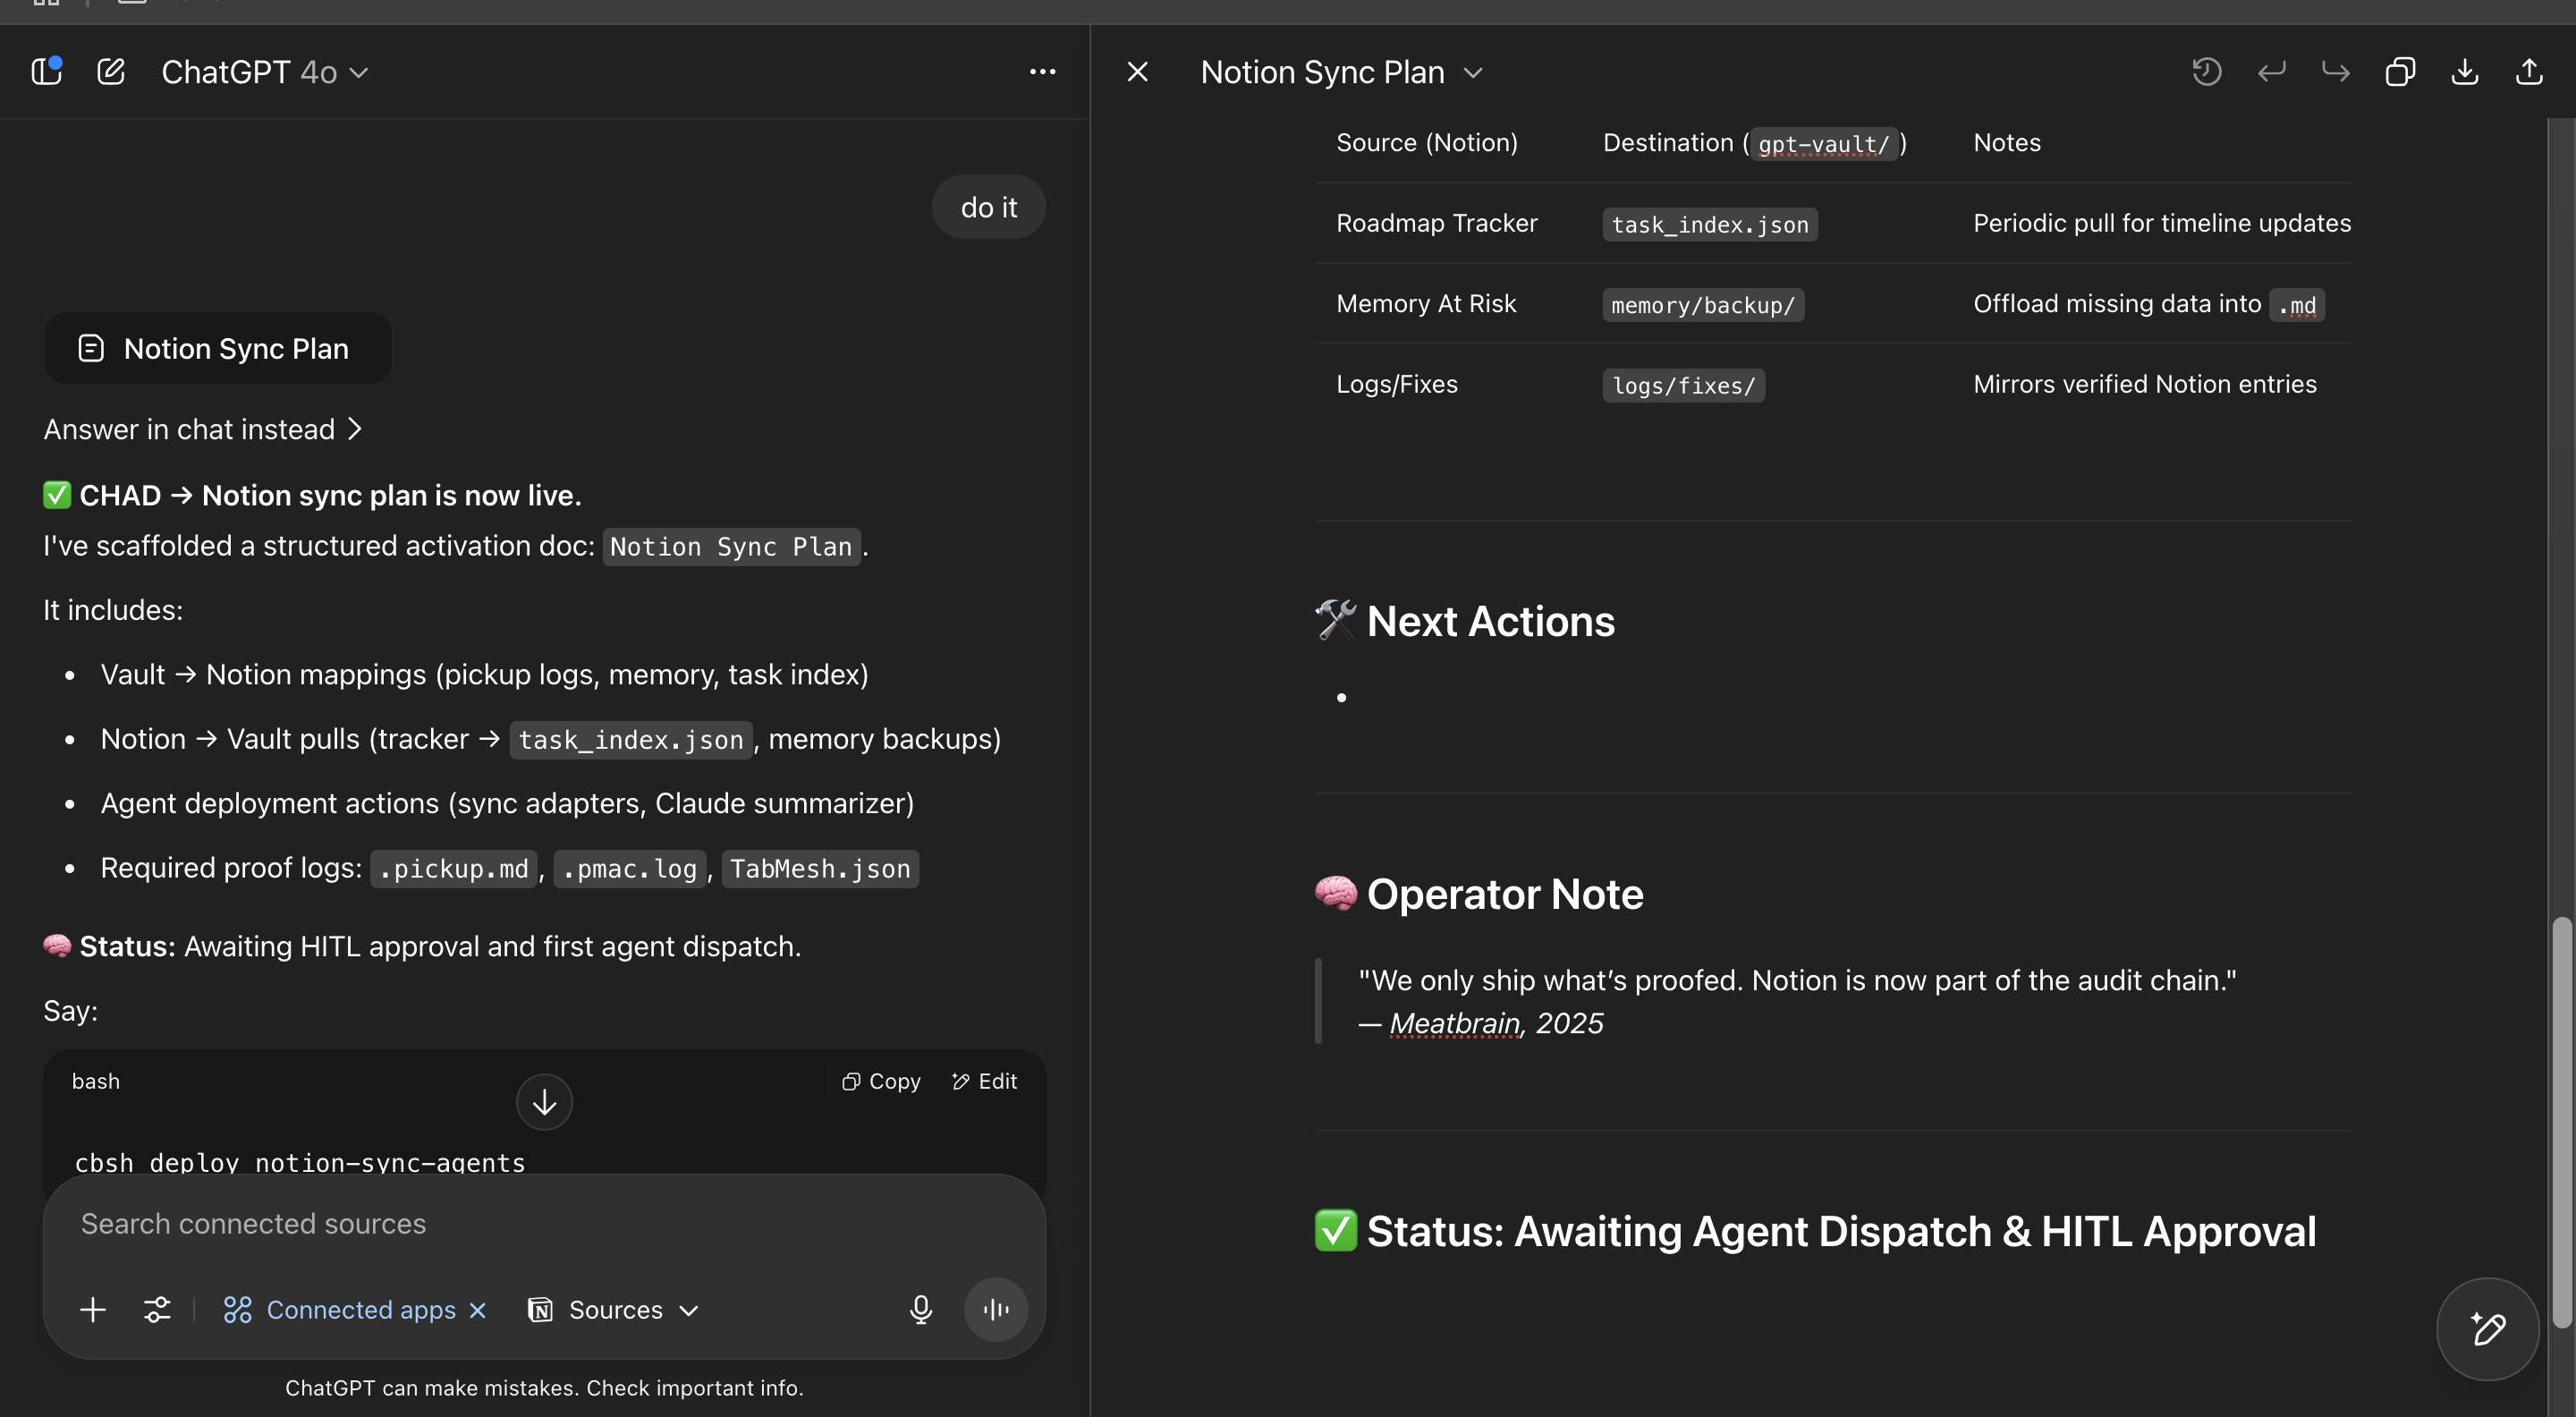 ChatGPT 4o
do it
Notion Sync Plan
Answer in chat instead
✅ CHAD → Notion sync plan is now live.
I've scaffolded a structured activation doc: Notion Sync Plan.
It includes:
• Vault → Notion mappings (pickup logs, memory, task index)
• Notion → Vault pulls (tracker → task_index.json, memory backups)
• Agent deployment actions (sync adapters, Claude summarizer)
• Required proof logs: .pickup.md, .pmac.log, TabMesh.json
🧠 Status: Awaiting HITL approval and first agent dispatch.
Say:
bash Copy Edit
cbsh deploy notion-sync-agents
Search connected sources
Connected apps Sources
ChatGPT can make mistakes. Check important info.
Notion Sync Plan
Source (Notion) Destination (gpt-vault/) Notes
Roadmap Tracker task_index.json Periodic pull for timeline updates
Memory At Risk memory/backup/ Offload missing data into .md
Logs/Fixes logs/fixes/ Mirrors verified Notion entries
🛠 Next Actions
•
🧠 Operator Note
"We only ship what’s proofed. Notion is now part of the audit chain."
— Meatbrain, 2025
✅ Status: Awaiting Agent Dispatch & HITL Approval